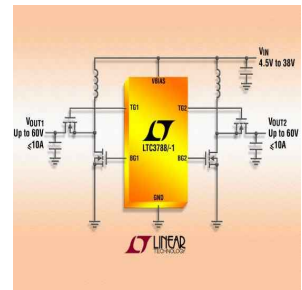 VIN
4.5V to 38V
VBIAS
VOUT1
Up to 60V
≤10A
TG1
TG2
VOUT2
Up to 60V
≤10A
LTC3788/-1
BG1
BG2
GND
LINEAR
TECHNOLOGY